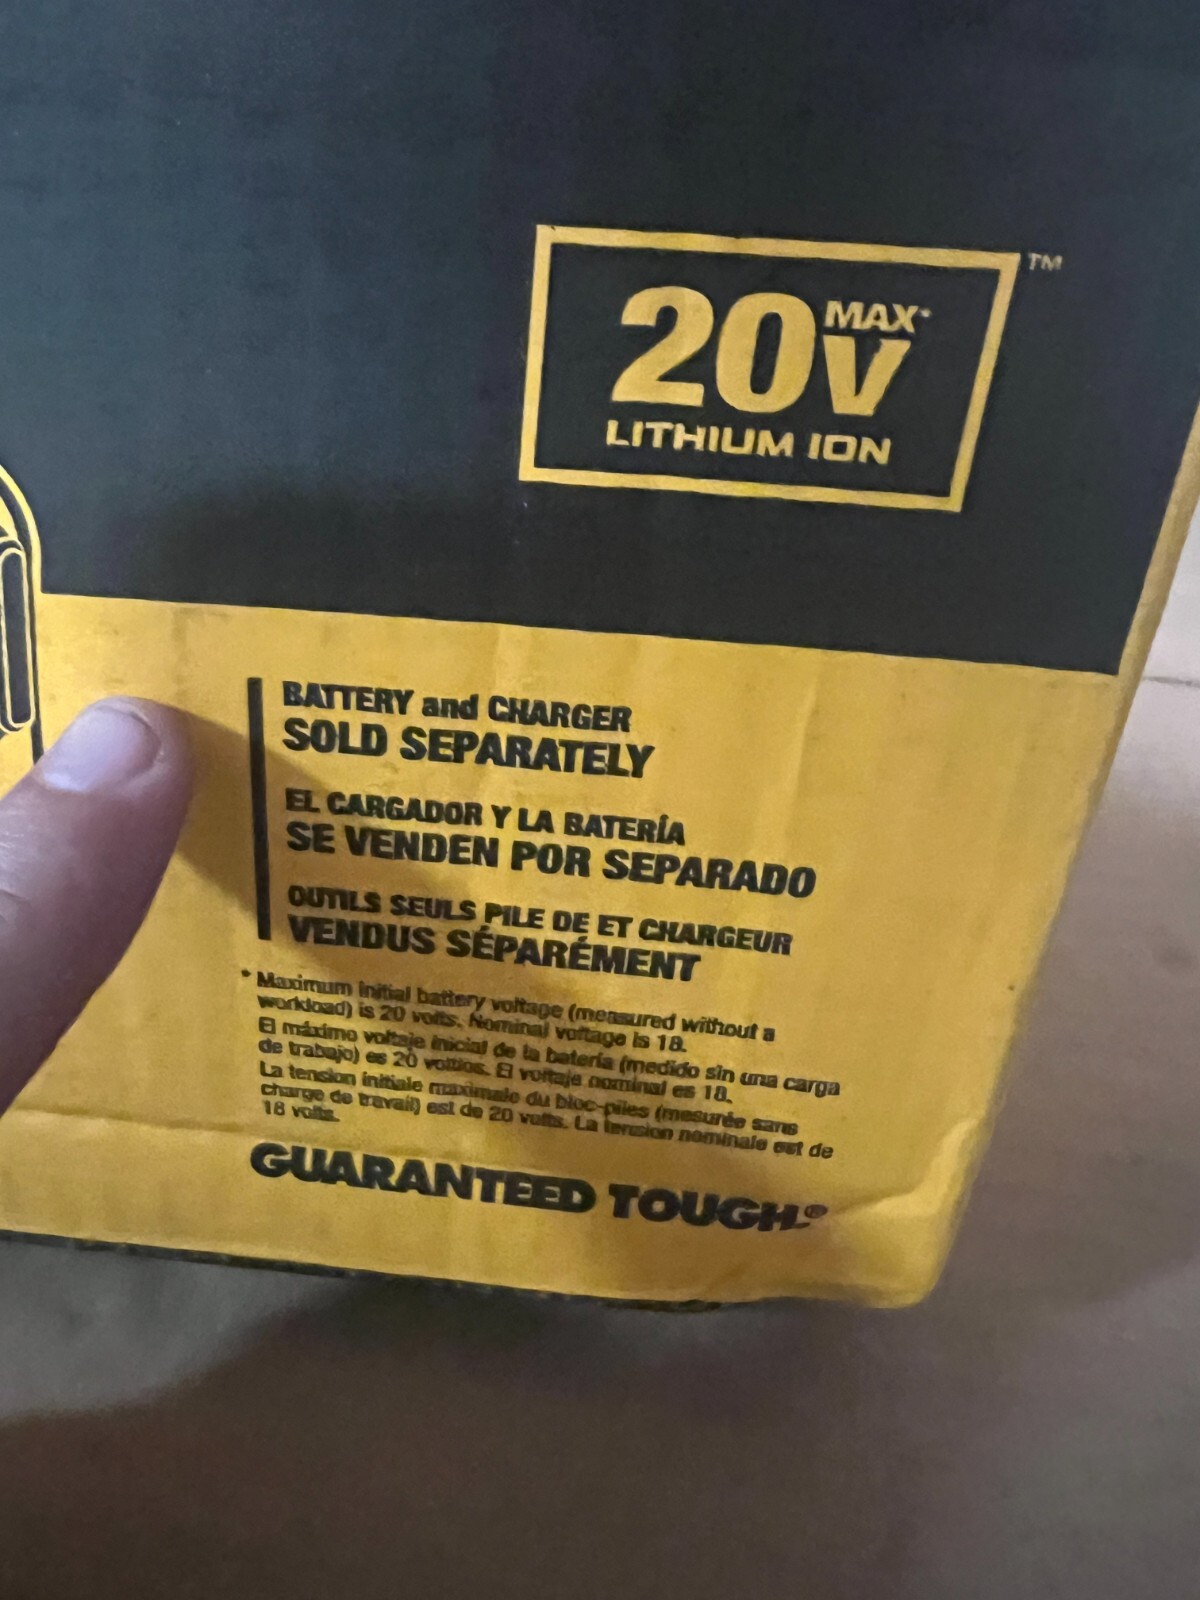 20V MAX*
LITHIUM ION
™
BATTERY and CHARGER
SOLD SEPARATELY
EL CARGADOR Y LA BATERÍA
SE VENDEN POR SEPARADO
OUTILS SEULS PILE DE ET CHARGEUR
VENDUS SÉPARÉMENT
* Maximum initial battery voltage (measured without a
workload) is 20 volts. Nominal voltage is 18.
El máximo voltaje inicial de la batería (medido sin una carga
de trabajo) es 20 voltios. El voltaje nominal es 18.
La tension initiale maximale du bloc-piles (mesurée sans
charge de travail) est de 20 volts. La tension nominale est de
18 volts.
GUARANTEED TOUGH.®